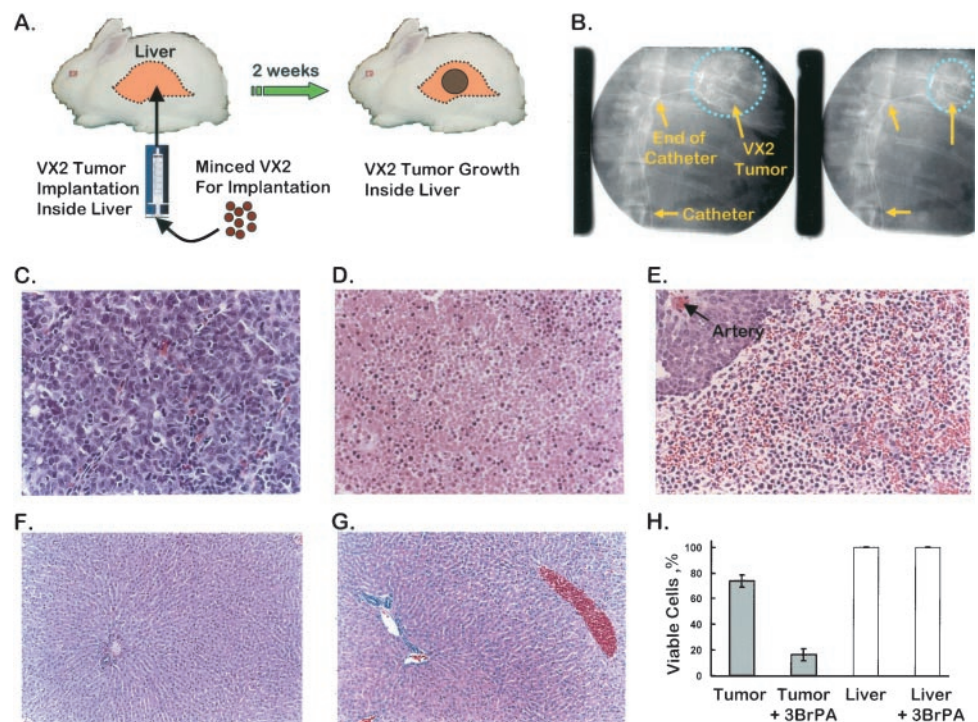 A.
Liver
2 weeks
VX2 Tumor
Implantation
Inside Liver
Minced VX2
For Implantation
VX2 Tumor Growth
Inside Liver
B.
End of
Catheter
VX2
Tumor
Catheter
C.
D.
E.
Artery
F.
G.
H.
Viable Cells ,%
100
80
60
40
20
0
Tumor
Tumor
+ 3BrPA
Liver
Liver
+ 3BrPA